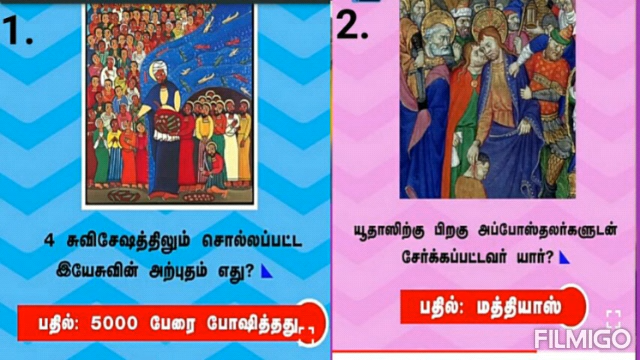 1.
4 சுவிசேஷத்திலும் சொல்லப்பட்ட
இயேசுவின் அற்புதம் எது?
பதில்: 5000 பேரை போஷித்தது
2.
யூதாஸிற்கு பிறகு அப்போஸ்தலர்களுடன்
சேர்க்கப்பட்டவர் யார்?
பதில்: மத்தியாஸ்
FILMIGO